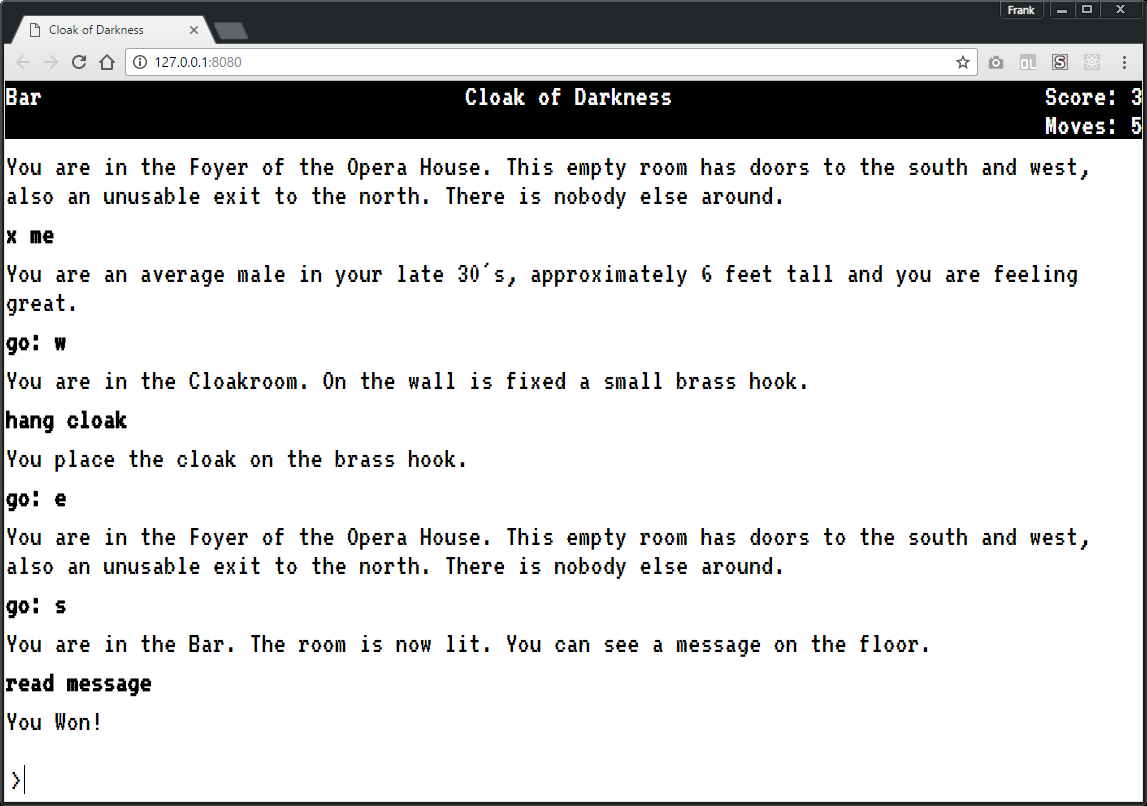 Frank
Cloak of Darkness
127.0.0.1:8080
Bar Cloak of Darkness Score: 3
Moves: 5
You are in the Foyer of the Opera House. This empty room has doors to the south and west,
also an unusable exit to the north. There is nobody else around.
x me
You are an average male in your late 30´s, approximately 6 feet tall and you are feeling
great.
go: w
You are in the Cloakroom. On the wall is fixed a small brass hook.
hang cloak
You place the cloak on the brass hook.
go: e
You are in the Foyer of the Opera House. This empty room has doors to the south and west,
also an unusable exit to the north. There is nobody else around.
go: s
You are in the Bar. The room is now lit. You can see a message on the floor.
read message
You Won!
>